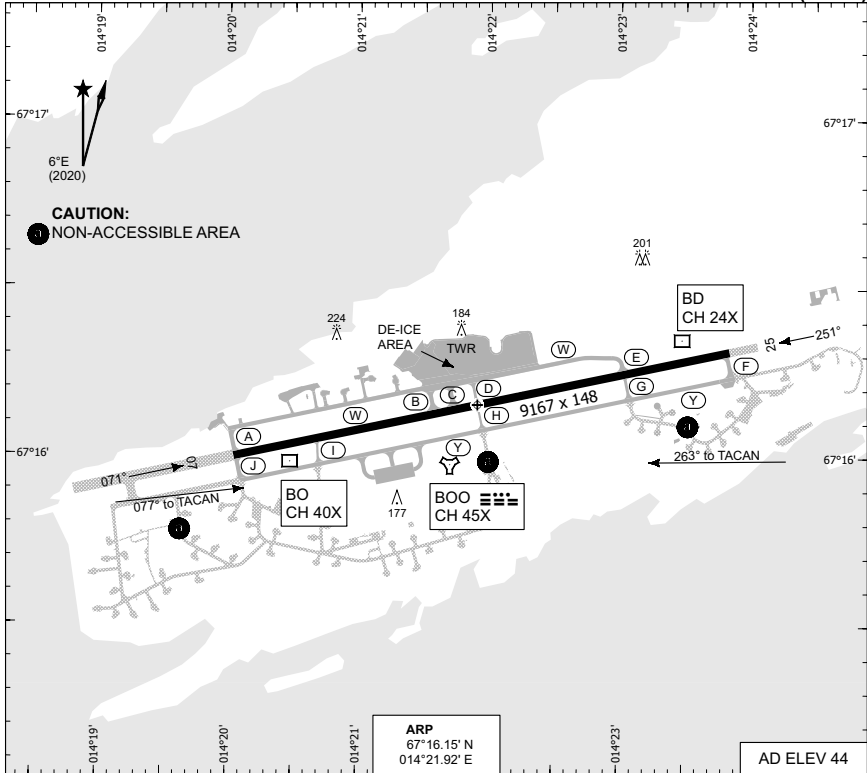 014°19'
014°20'
014°21'
014°22'
014°23'
014°24'
67°17'
67°17'
6°E
(2020)
CAUTION:
NON-ACCESSIBLE AREA
201
BD
CH 24X
224
184
DE-ICE
AREA
TWR
W
E
25
251°
F
B
C
D
G
9167 x 148
H
Y
A
W
67°16'
67°16'
J
I
Y
07
071°
263° to TACAN
077° to TACAN
BO
CH 40X
177
BOO
CH 45X
014°19'
014°20'
014°21'
014°23'
ARP
67°16.15' N
014°21.92' E
AD ELEV 44